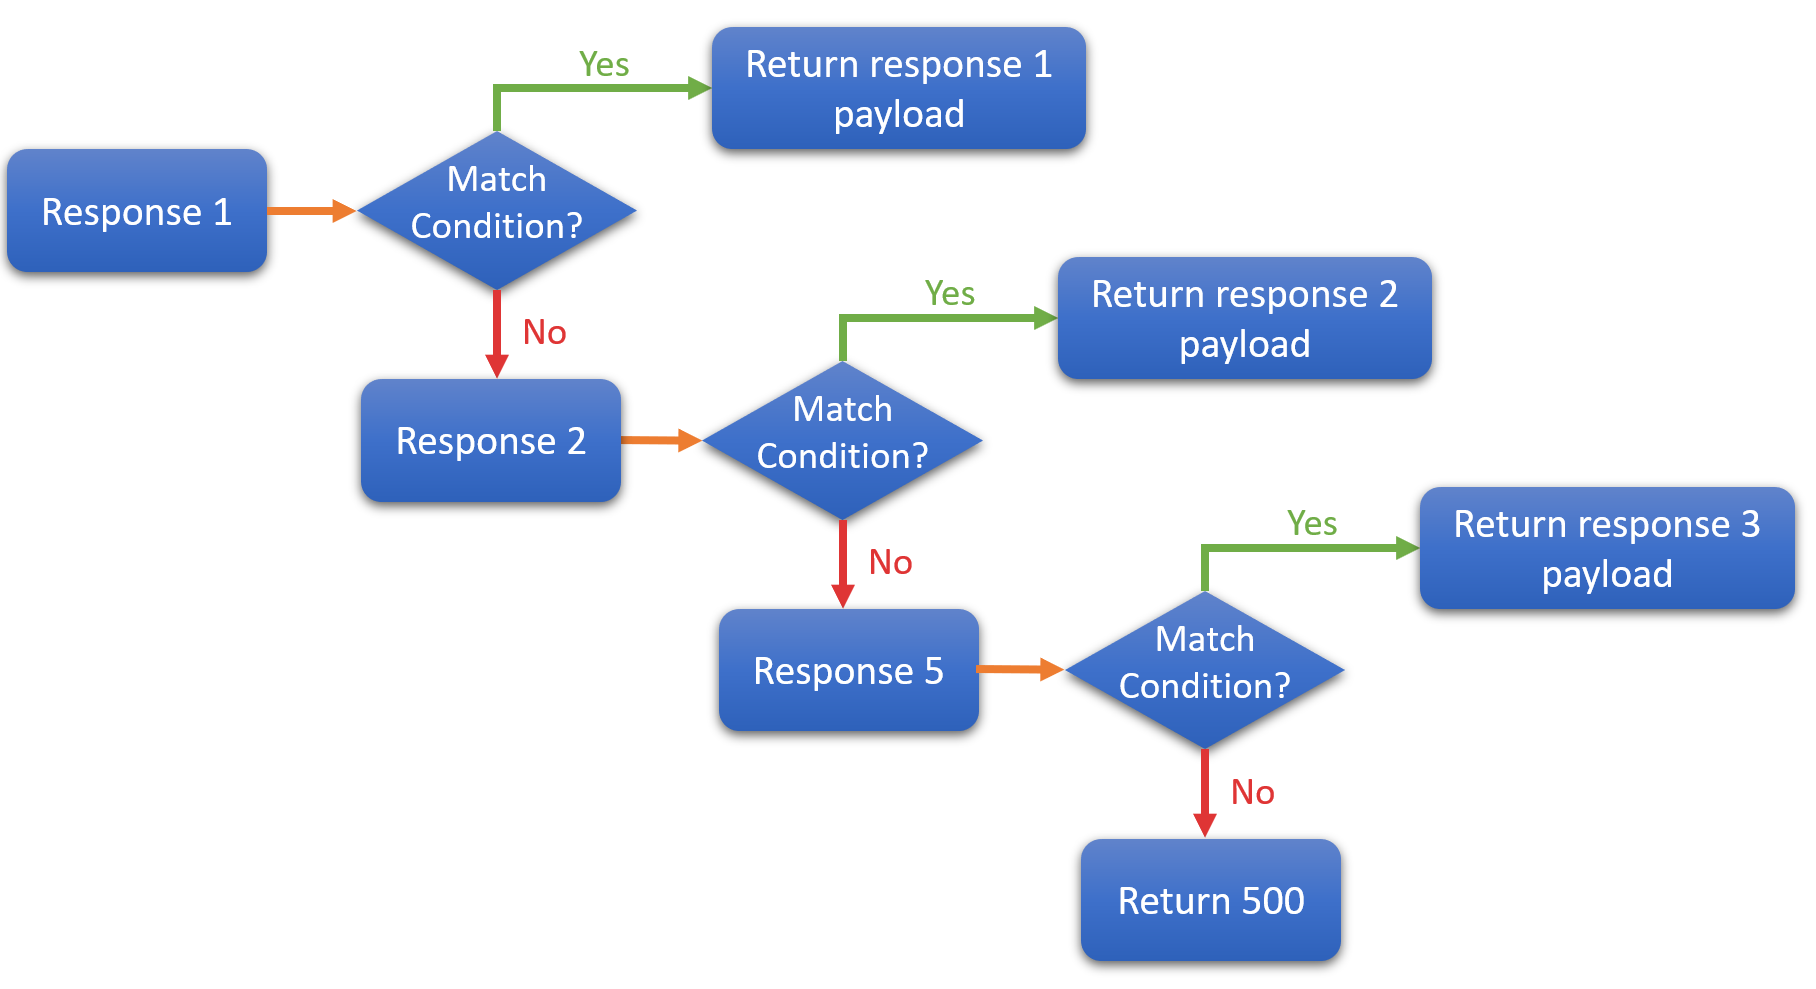 Yes
Return response 1
payload
Response 1
Match
Condition?
No
Yes
Return response 2
payload
Response 2
Match
Condition?
No
Yes
Return response 3
payload
Response 5
Match
Condition?
No
Return 500